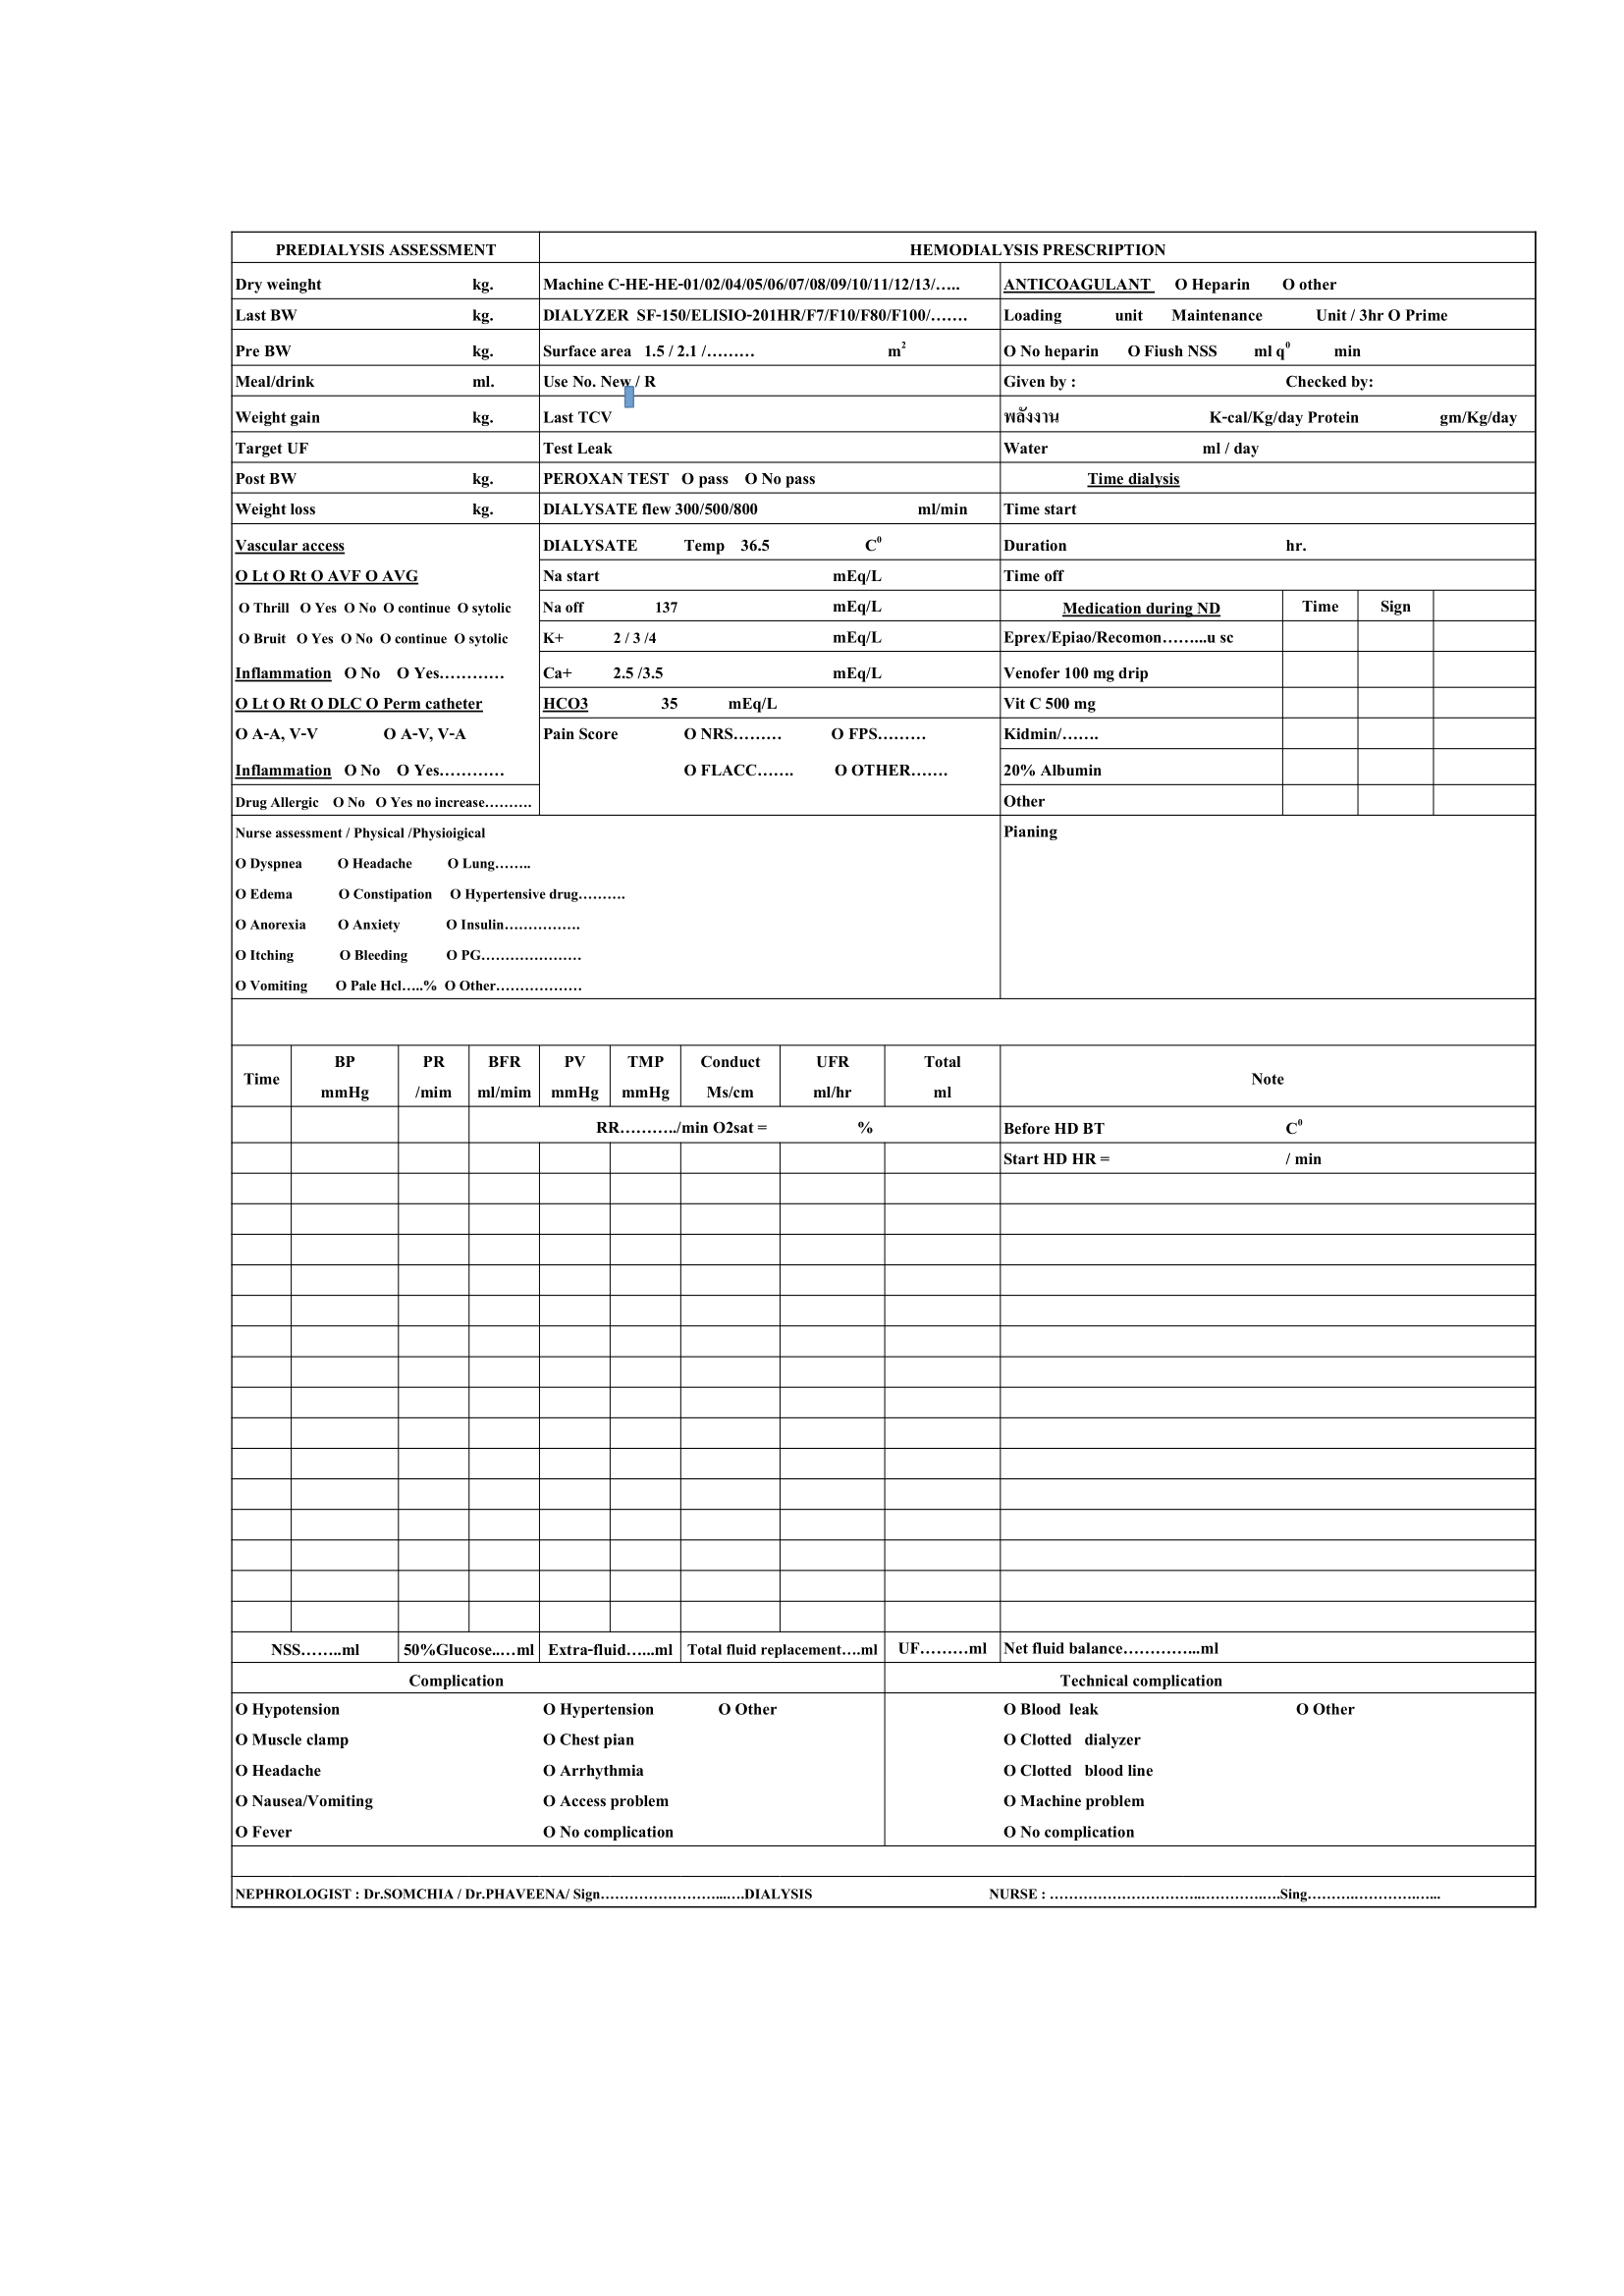 PREDIALYSIS ASSESSMENT HEMODIALYSIS PRESCRIPTION
Dry weinght kg. Machine C-HE-HE-01/02/04/05/06/07/08/09/10/11/12/13/….. ANTICOAGULANT O Heparin O other
Last BW kg. DIALYZER SF-150/ELISIO-201HR/F7/F10/F80/F100/……. Loading unit Maintenance Unit / 3hr O Prime
Pre BW kg. Surface area 1.5 / 2.1 /……… m² O No heparin O Fiush NSS ml q⁰ min
Meal/drink ml. Use No. New / R Given by : Checked by:
Weight gain kg. Last TCV พลังงาน K-cal/Kg/day Protein gm/Kg/day
Target UF Test Leak Water ml / day
Post BW kg. PEROXAN TEST O pass O No pass Time dialysis
Weight loss kg. DIALYSATE flew 300/500/800 ml/min Time start
Vascular access DIALYSATE Temp 36.5 C⁰ Duration hr.
O Lt O Rt O AVF O AVG Na start mEq/L Time off
O Thrill O Yes O No O continue O sytolic Na off 137 mEq/L Medication during ND Time Sign
O Bruit O Yes O No O continue O sytolic K+ 2 / 3 /4 mEq/L Eprex/Epiao/Recomon……...u sc
Inflammation O No O Yes………… Ca+ 2.5 /3.5 mEq/L Venofer 100 mg drip
O Lt O Rt O DLC O Perm catheter HCO3 35 mEq/L Vit C 500 mg
O A-A, V-V O A-V, V-A Pain Score O NRS……… O FPS……… Kidmin/…….
Inflammation O No O Yes………… O FLACC……. O OTHER……. 20% Albumin
Drug Allergic O No O Yes no increase………. Other
Nurse assessment / Physical /Physioigical Pianing
O Dyspnea O Headache O Lung……..
O Edema O Constipation O Hypertensive drug……….
O Anorexia O Anxiety O Insulin…………….
O Itching O Bleeding O PG…………………
O Vomiting O Pale Hcl…..% O Other………………
Time BP PR BFR PV TMP Conduct UFR Total Note
mmHg /mim ml/mim mmHg mmHg Ms/cm ml/hr ml
RR………./min O2sat = % Before HD BT C⁰
Start HD HR = / min
NSS……..ml 50%Glucose..…ml Extra-fluid…...ml Total fluid replacement….ml UF………ml Net fluid balance…………...ml
Complication Technical complication
O Hypotension O Hypertension O Other O Blood leak O Other
O Muscle clamp O Chest pian O Clotted dialyzer
O Headache O Arrhythmia O Clotted blood line
O Nausea/Vomiting O Access problem O Machine problem
O Fever O No complication O No complication
NEPHROLOGIST : Dr.SOMCHIA / Dr.PHAVEENA/ Sign……………………...….DIALYSIS NURSE : …………………………..………….….Sing……….………….…...